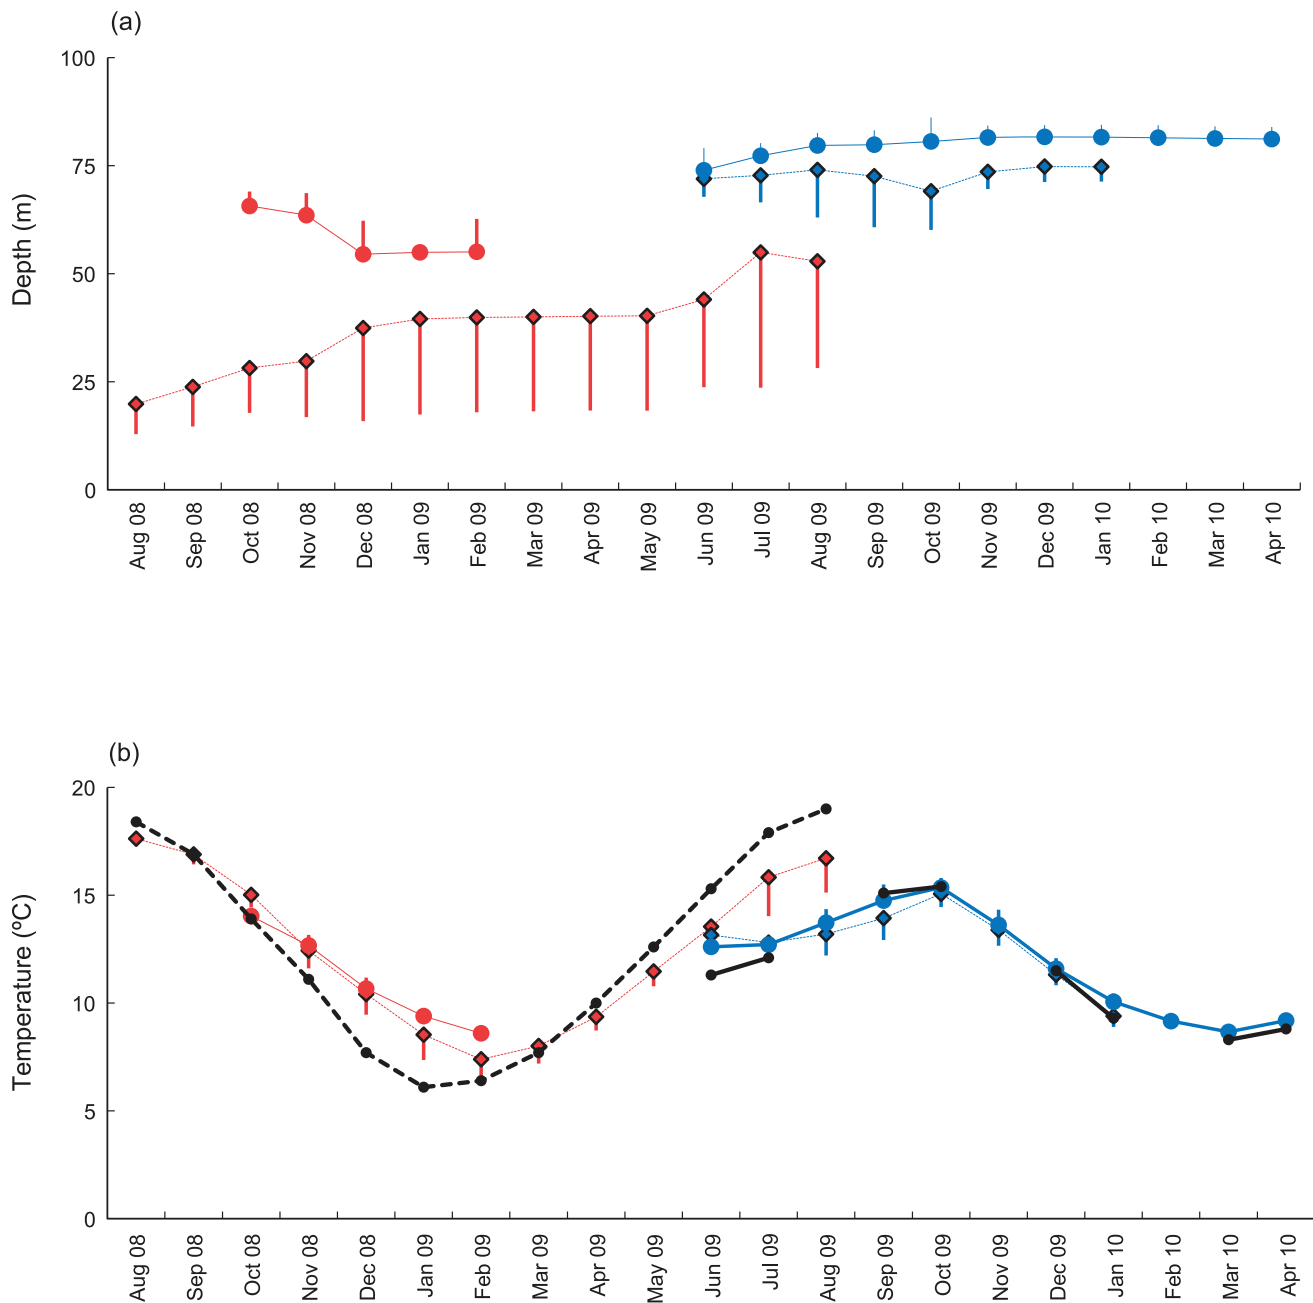 (a)
100
75
50
25
0
Depth (m)
Aug 08
Sep 08
Oct 08
Nov 08
Dec 08
Jan 09
Feb 09
Mar 09
Apr 09
May 09
Jun 09
Jul 09
Aug 09
Sep 09
Oct 09
Nov 09
Dec 09
Jan 10
Feb 10
Mar 10
Apr 10
(b)
20
15
10
5
0
Temperature (ºC)
Aug 08
Sep 08
Oct 08
Nov 08
Dec 08
Jan 09
Feb 09
Mar 09
Apr 09
May 09
Jun 09
Jul 09
Aug 09
Sep 09
Oct 09
Nov 09
Dec 09
Jan 10
Feb 10
Mar 10
Apr 10